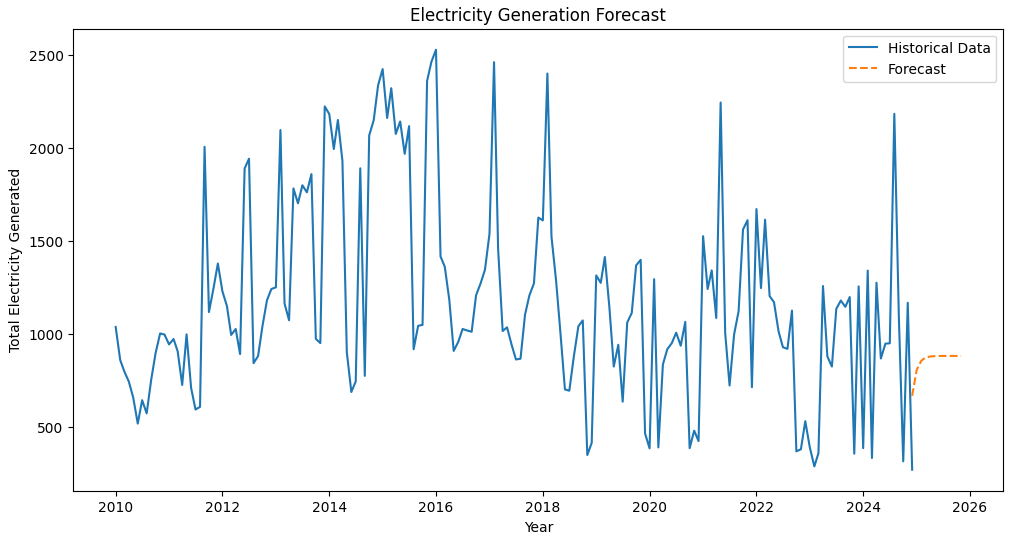 Electricity Generation Forecast
Historical Data
Forecast
Total Electricity Generated
2500
2000
1500
1000
500
2010
2012
2014
2016
2018
2020
2022
2024
2026
Year